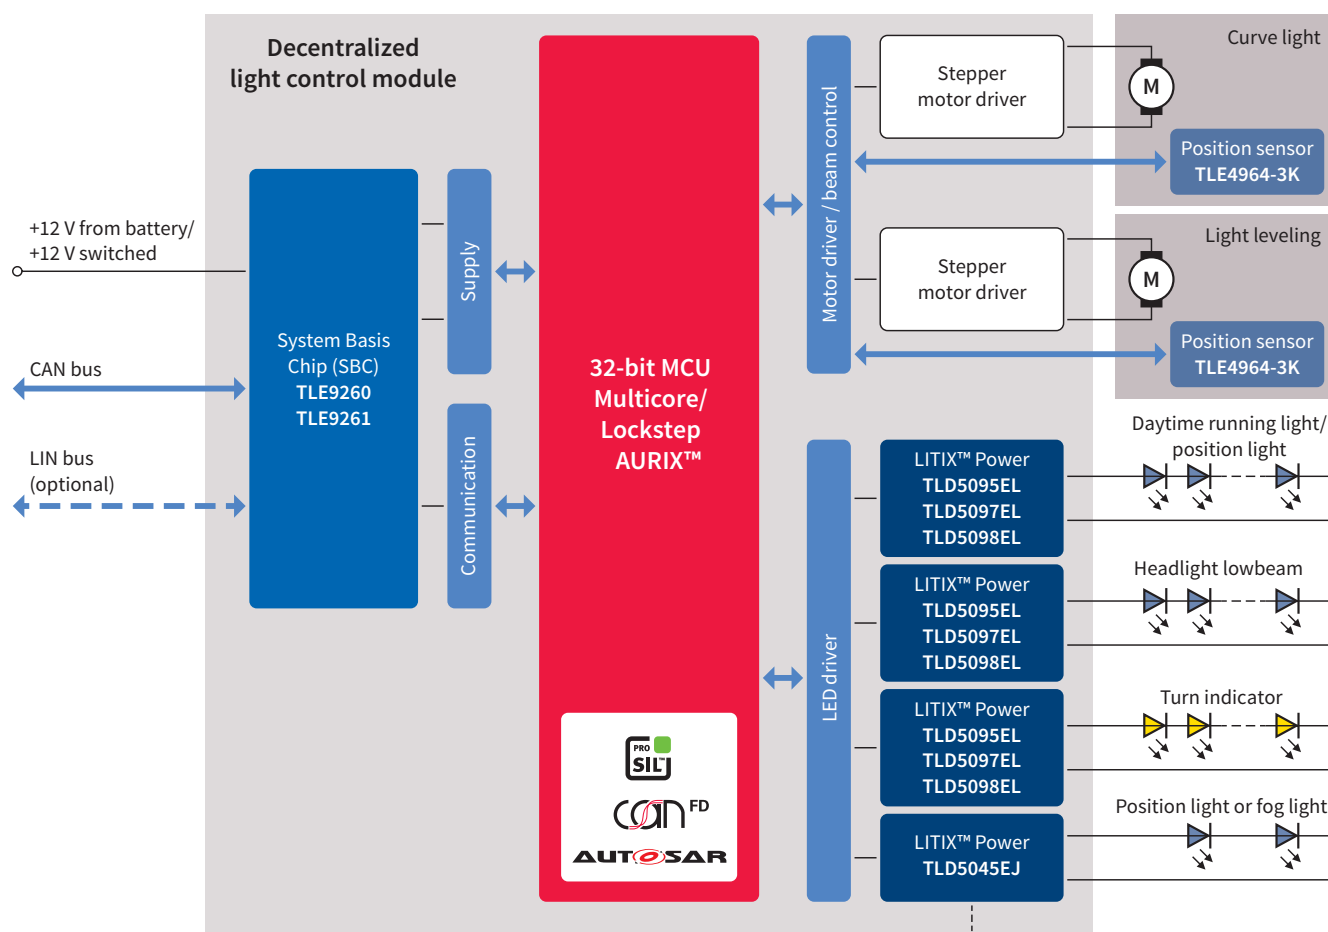 Decentralized
light control module
+12 V from battery/
+12 V switched
CAN bus
LIN bus
(optional)
System Basis
Chip (SBC)
TLE9260
TLE9261
Supply
Communication
32-bit MCU
Multicore/
Lockstep
AURIX™
PRO
SIL™
CAN FD
AUTOSAR
Motor driver / beam control
LED driver
Stepper
motor driver
Curve light
M
Position sensor
TLE4964-3K
Stepper
motor driver
Light leveling
M
Position sensor
TLE4964-3K
LITIX™ Power
TLD5095EL
TLD5097EL
TLD5098EL
Daytime running light/
position light
LITIX™ Power
TLD5095EL
TLD5097EL
TLD5098EL
Headlight lowbeam
LITIX™ Power
TLD5095EL
TLD5097EL
TLD5098EL
Turn indicator
LITIX™ Power
TLD5045EJ
Position light or fog light